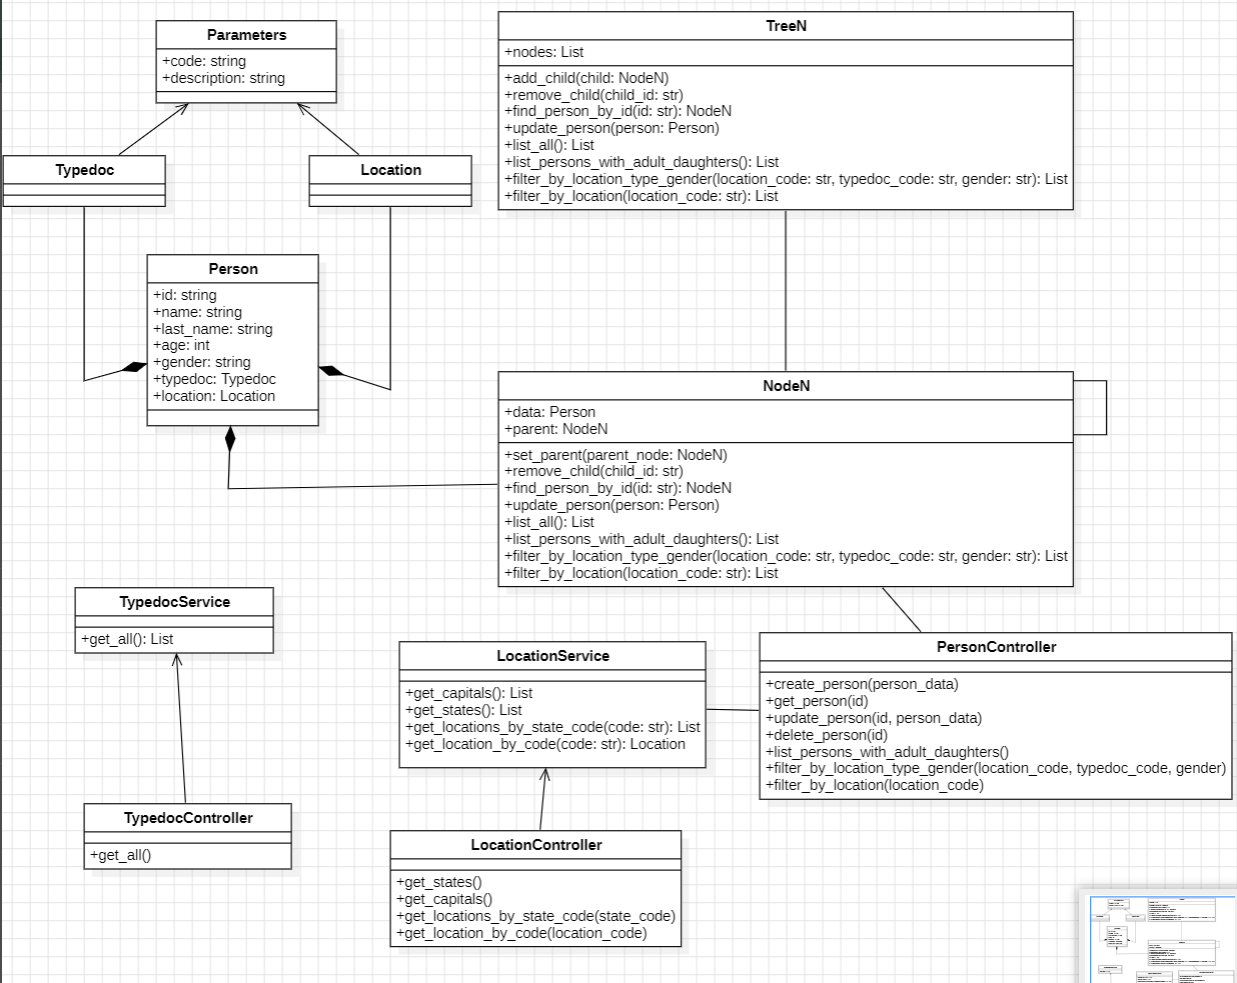 Parameters
+code: string
+description: string
TreeN
+nodes: List
+add_child(child: NodeN)
+remove_child(child_id: str)
+find_person_by_id(id: str): NodeN
+update_person(person: Person)
+list_all(): List
+list_persons_with_adult_daughters(): List
+filter_by_location_type_gender(location_code: str, typedoc_code: str, gender: str): List
+filter_by_location(location_code: str): List
Typedoc
Location
Person
+id: string
+name: string
+last_name: string
+age: int
+gender: string
+typedoc: Typedoc
+location: Location
NodeN
+data: Person
+parent: NodeN
+set_parent(parent_node: NodeN)
+remove_child(child_id: str)
+find_person_by_id(id: str): NodeN
+update_person(person: Person)
+list_all(): List
+list_persons_with_adult_daughters(): List
+filter_by_location_type_gender(location_code: str, typedoc_code: str, gender: str): List
+filter_by_location(location_code: str): List
TypedocService
+get_all(): List
LocationService
+get_capitals(): List
+get_states(): List
+get_locations_by_state_code(code: str): List
+get_location_by_code(code: str): Location
PersonController
+create_person(person_data)
+get_person(id)
+update_person(id, person_data)
+delete_person(id)
+list_persons_with_adult_daughters()
+filter_by_location_type_gender(location_code, typedoc_code, gender)
+filter_by_location(location_code)
TypedocController
+get_all()
LocationController
+get_states()
+get_capitals()
+get_locations_by_state_code(state_code)
+get_location_by_code(location_code)